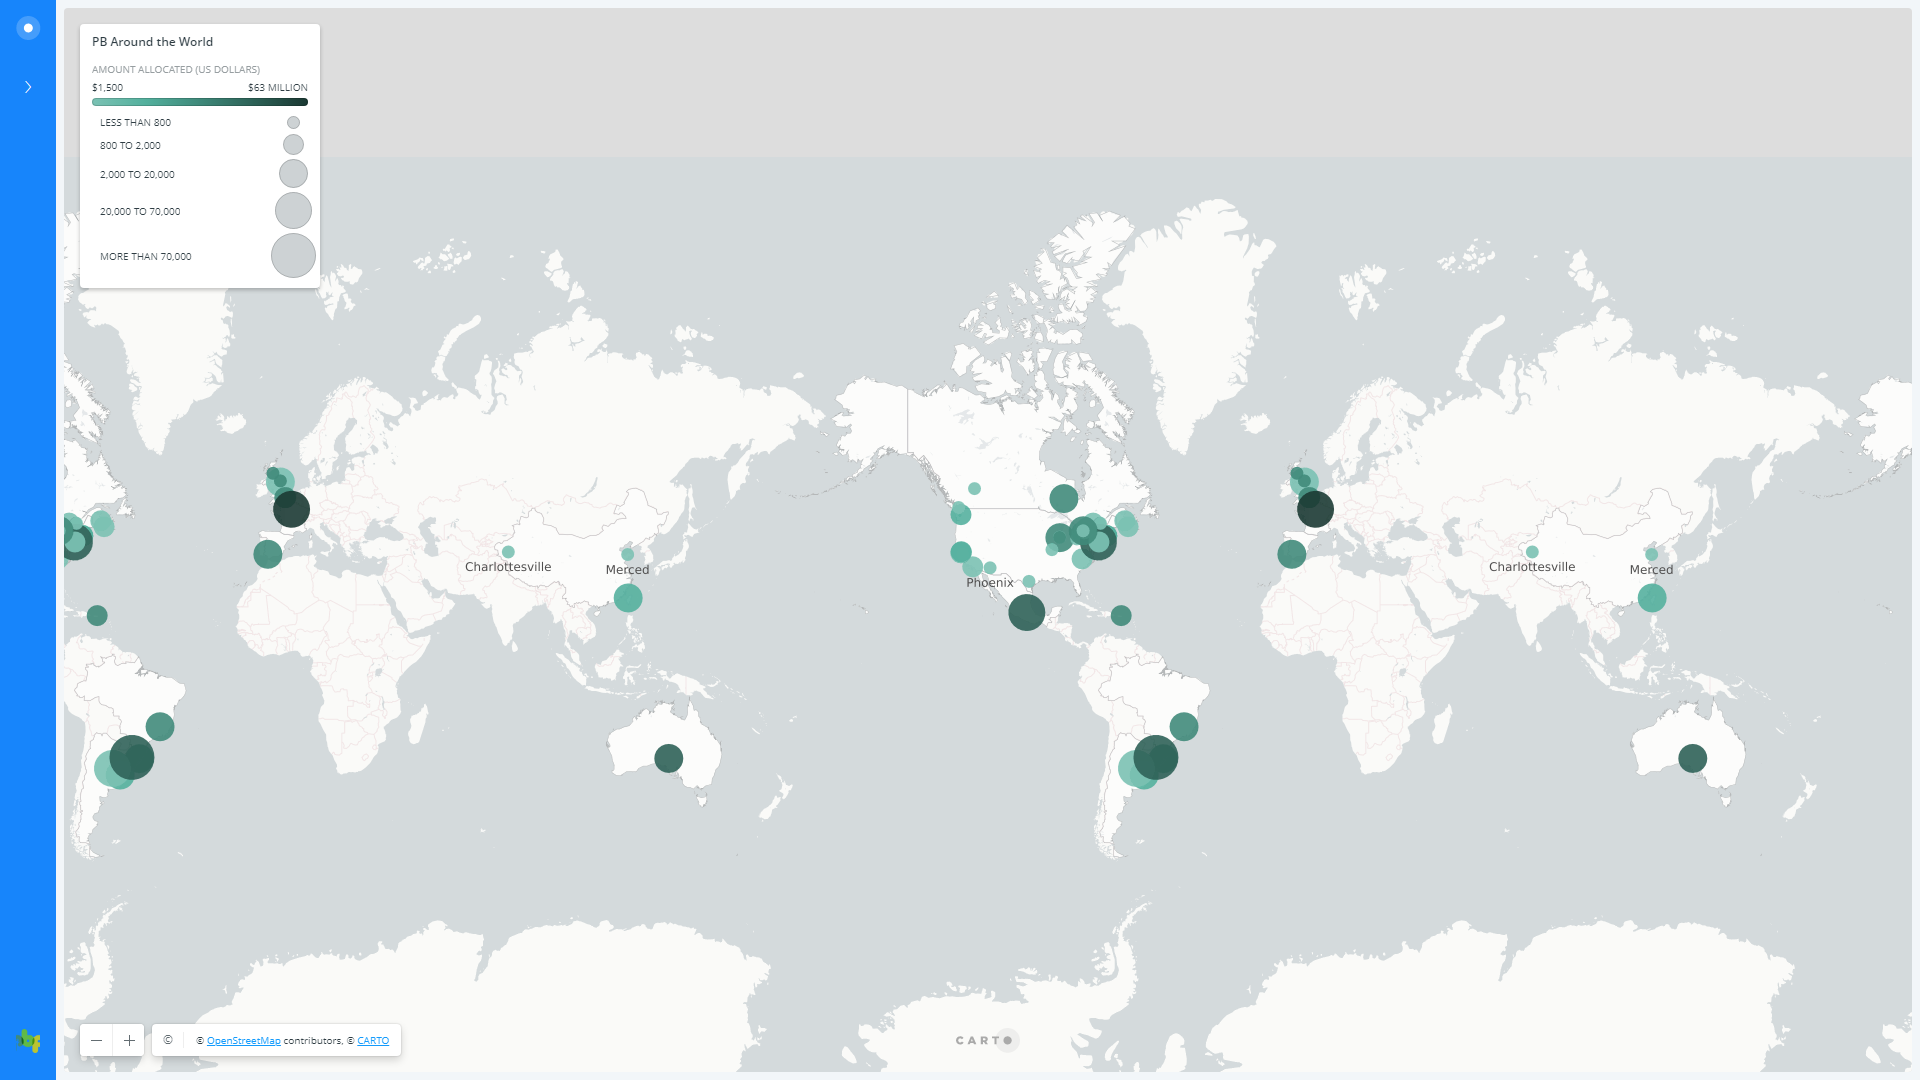 PB Around the World
AMOUNT ALLOCATED (US DOLLARS)
$1,500 $63 MILLION
LESS THAN 800
800 TO 2,000
2,000 TO 20,000
20,000 TO 70,000
MORE THAN 70,000
Charlottesville
Merced
Phoenix
Charlottesville
Merced
© © OpenStreetMap contributors, © CARTO
CARTO